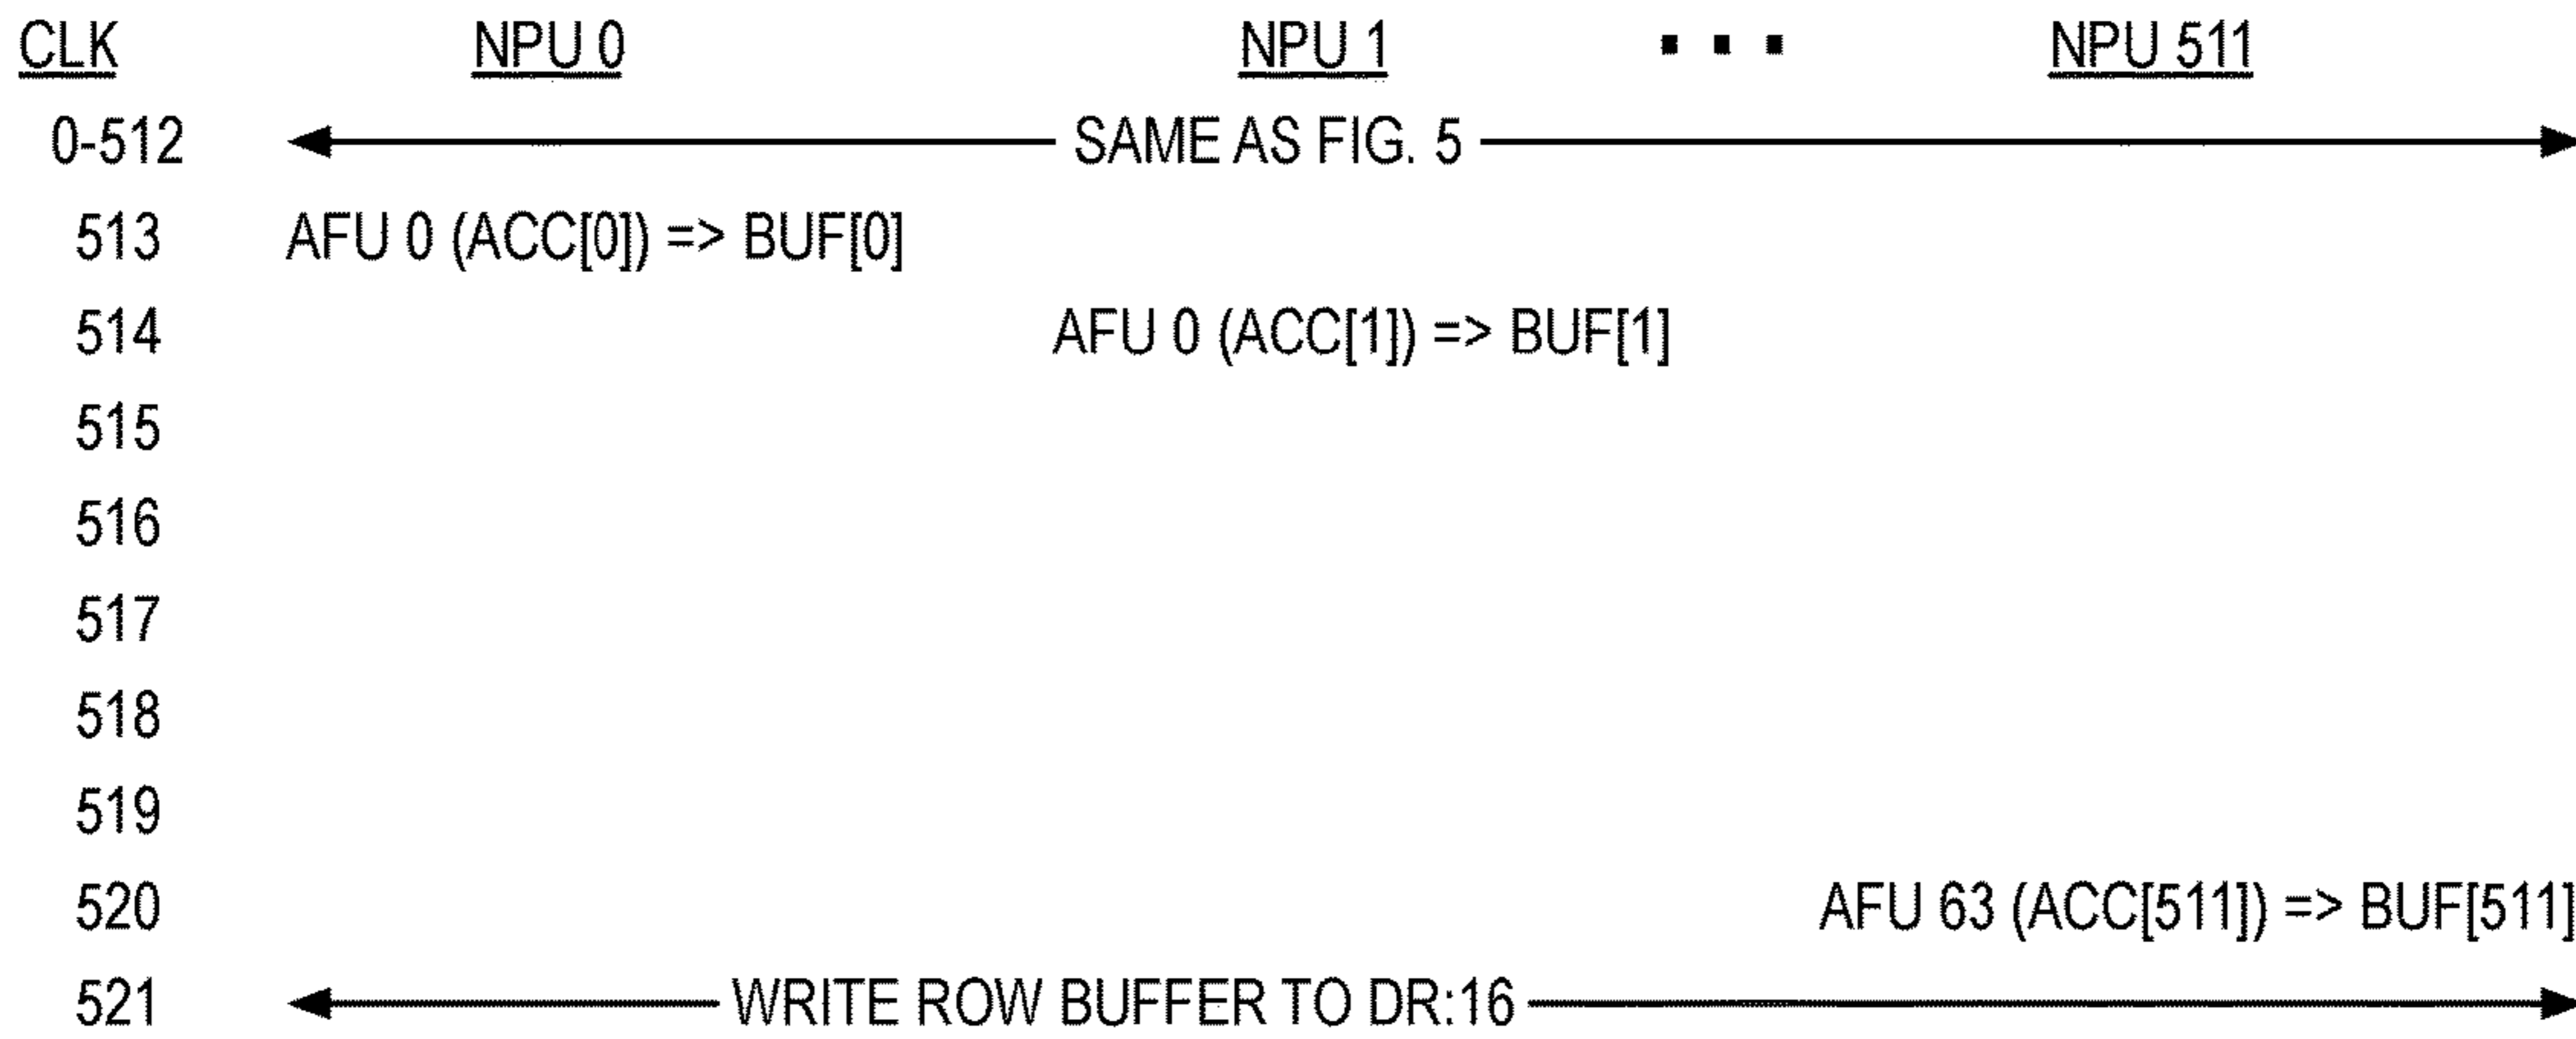 CLK NPU 0 NPU 1 ... NPU 511
0-512 SAME AS FIG. 5
513 AFU 0 (ACC[0]) => BUF[0]
514 AFU 0 (ACC[1]) => BUF[1]
515
516
517
518
519
520 AFU 63 (ACC[511]) => BUF[511]
521 WRITE ROW BUFFER TO DR:16